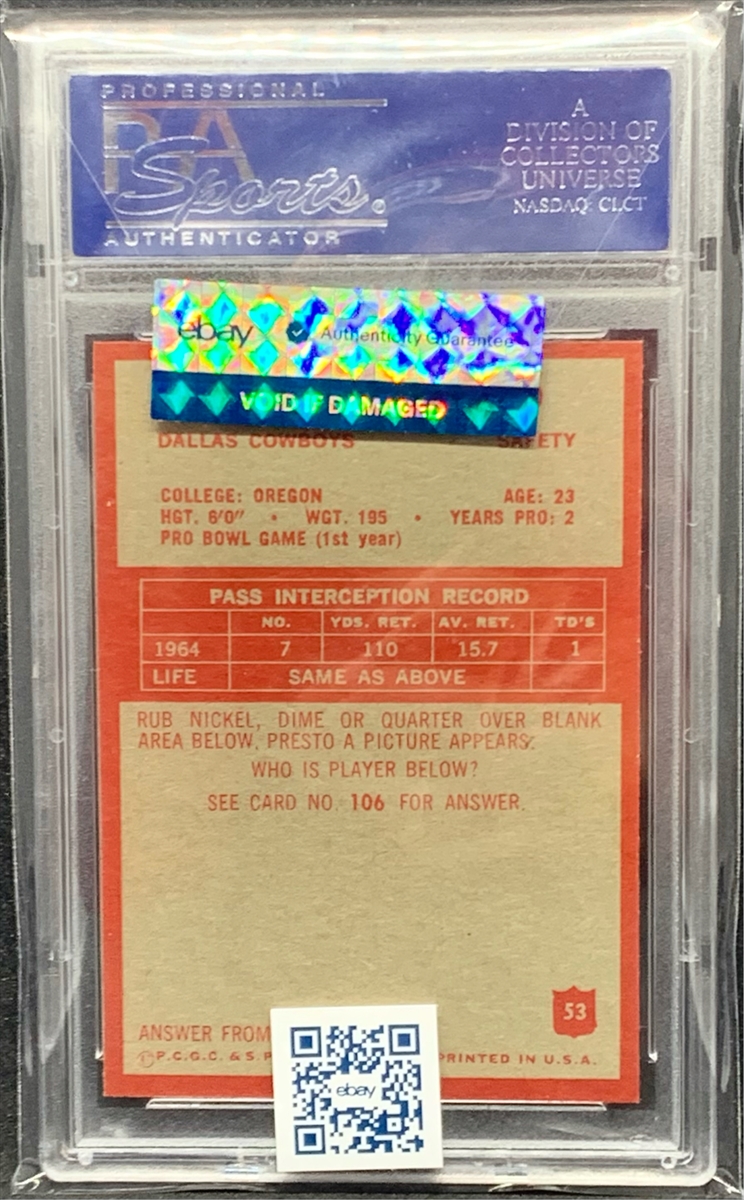 PROFESSIONAL
PSA
Sports.
AUTHENTICATOR
A
DIVISION OF
COLLECTORS
UNIVERSE
NASDAQ: CLCT
ebay Authenticity Guarantee
VOID IF DAMAGED
DALLAS COWBOYS SAFETY
COLLEGE: OREGON AGE: 23
HGT. 6'0" • WGT. 195 • YEARS PRO: 2
PRO BOWL GAME (1st year)
PASS INTERCEPTION RECORD
NO. YDS. RET. AV. RET. TD'S
1964 7 110 15.7 1
LIFE SAME AS ABOVE
RUB NICKEL, DIME OR QUARTER OVER BLANK
AREA BELOW, PRESTO A PICTURE APPEARS.
WHO IS PLAYER BELOW?
SEE CARD NO. 106 FOR ANSWER.
53
ANSWER FROM
P.C.G.C. & S.P PRINTED IN U.S.A.
ebay